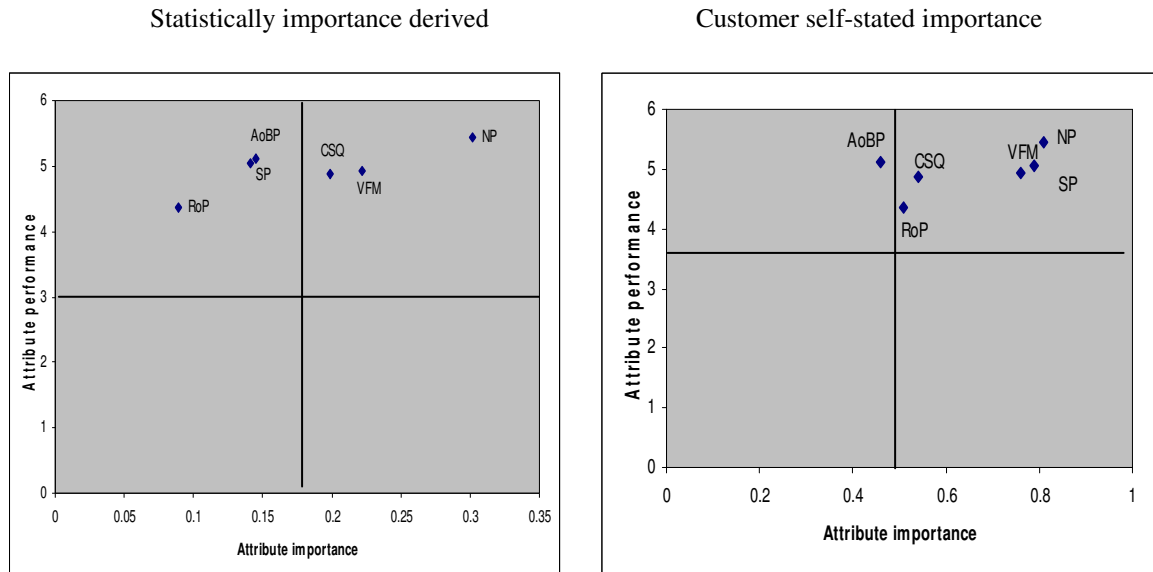 Statistically importance derived
Customer self-stated importance
Attribute performance
6
5
4
3
2
1
0
AoBP
SP
RoP
CSQ
VFM
NP
0 0.05 0.1 0.15 0.2 0.25 0.3 0.35
Attribute importance
Attribute performance
6
5
4
3
2
1
0
AoBP
CSQ
RoP
VFM
NP
SP
0 0.2 0.4 0.6 0.8 1
Attribute importance